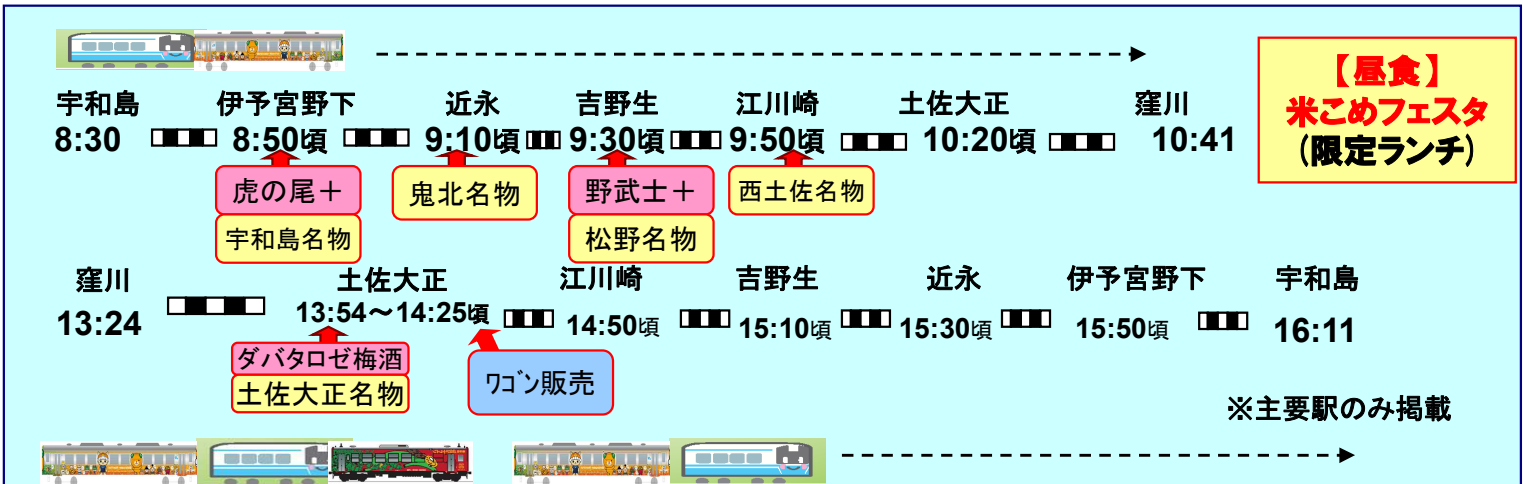 宇和島 伊予宮野下 近永 吉野生 江川崎 土佐大正 窪川
8:30 8:50頃 9:10頃 9:30頃 9:50頃 10:20頃 10:41
虎の尾+ 鬼北名物 野武士+ 西土佐名物
宇和島名物 松野名物
【昼食】
米こめフェスタ
(限定ランチ)
窪川 土佐大正 江川崎 吉野生 近永 伊予宮野下 宇和島
13:24 13:54~14:25頃 14:50頃 15:10頃 15:30頃 15:50頃 16:11
ダバタロゼ梅酒 ワゴン販売
土佐大正名物
※主要駅のみ掲載